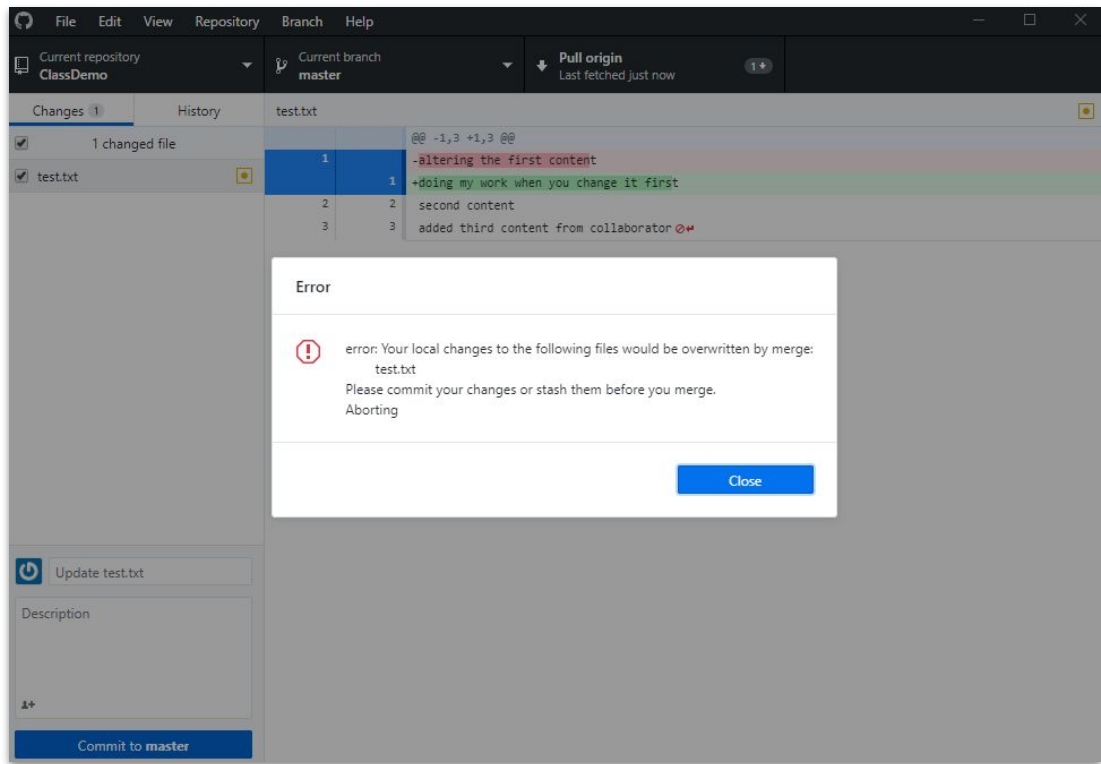 File Edit View Repository Branch Help
Current repository
ClassDemo
Current branch
master
Pull origin
Last fetched just now
1
Changes 1 History
test.txt
1 changed file
test.txt
@@ -1,3 +1,3 @@
1 -altering the first content
1 +doing my work when you change it first
2 2 second content
3 3 added third content from collaborator
Error
error: Your local changes to the following files would be overwritten by merge:
test.txt
Please commit your changes or stash them before you merge.
Aborting
Close
Update test.txt
Description
Commit to master